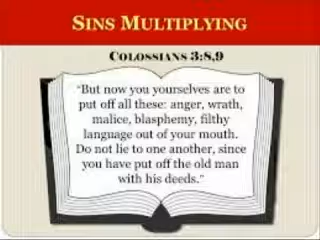 SINS MULTIPLYING
COLOSSIANS 3:8,9
"But now you yourselves are to
put off all these: anger, wrath,
malice, blasphemy, filthy
language out of your mouth.
Do not lie to one another, since
you have put off the old man
with his deeds."